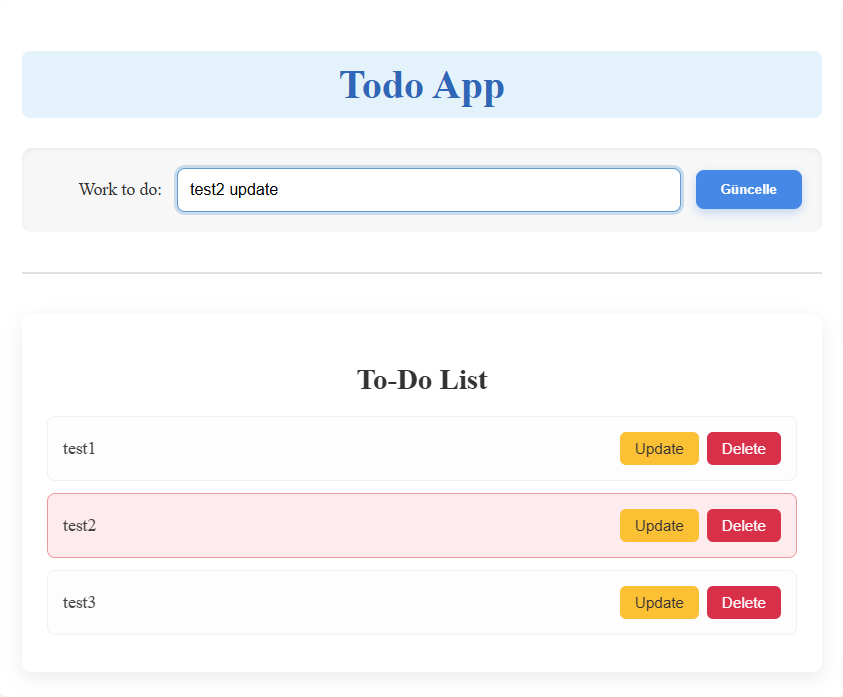 Todo App
Work to do: test2 update Güncelle
To-Do List
test1 Update Delete
test2 Update Delete
test3 Update Delete